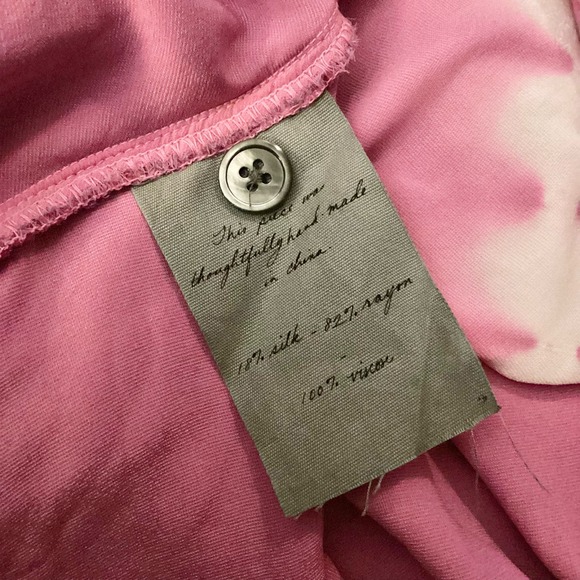 This piece was
thoughtfully hand-made
in china.
18% silk - 82% rayon
-
100% viscose